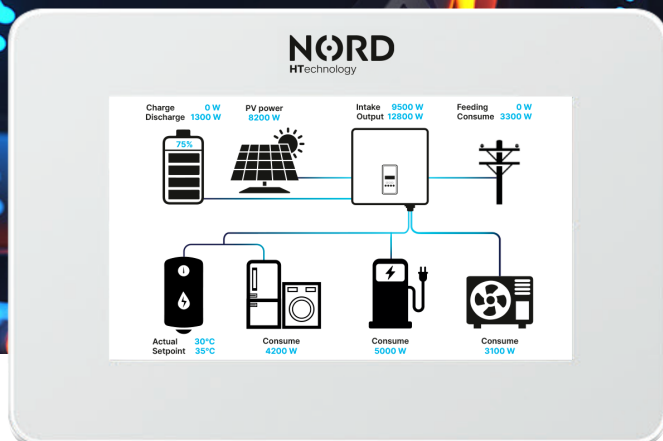 NORD
HTechnology
Charge 0 W
Discharge 1300 W
PV power
8200 W
Intake 9500 W
Output 12800 W
Feeding 0 W
Consume 3300 W
75%
Actual 30°C
Setpoint 35°C
Consume
4200 W
Consume
5000 W
Consume
3100 W